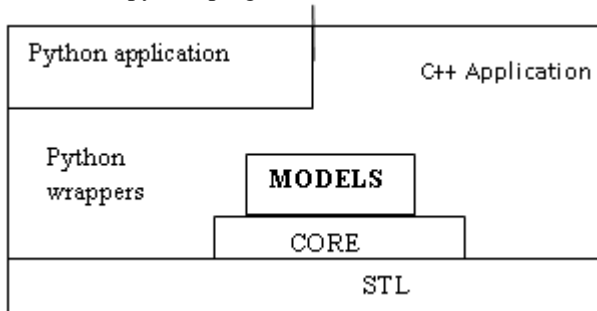 Python application
C++ Application
Python
wrappers
MODELS
CORE
STL